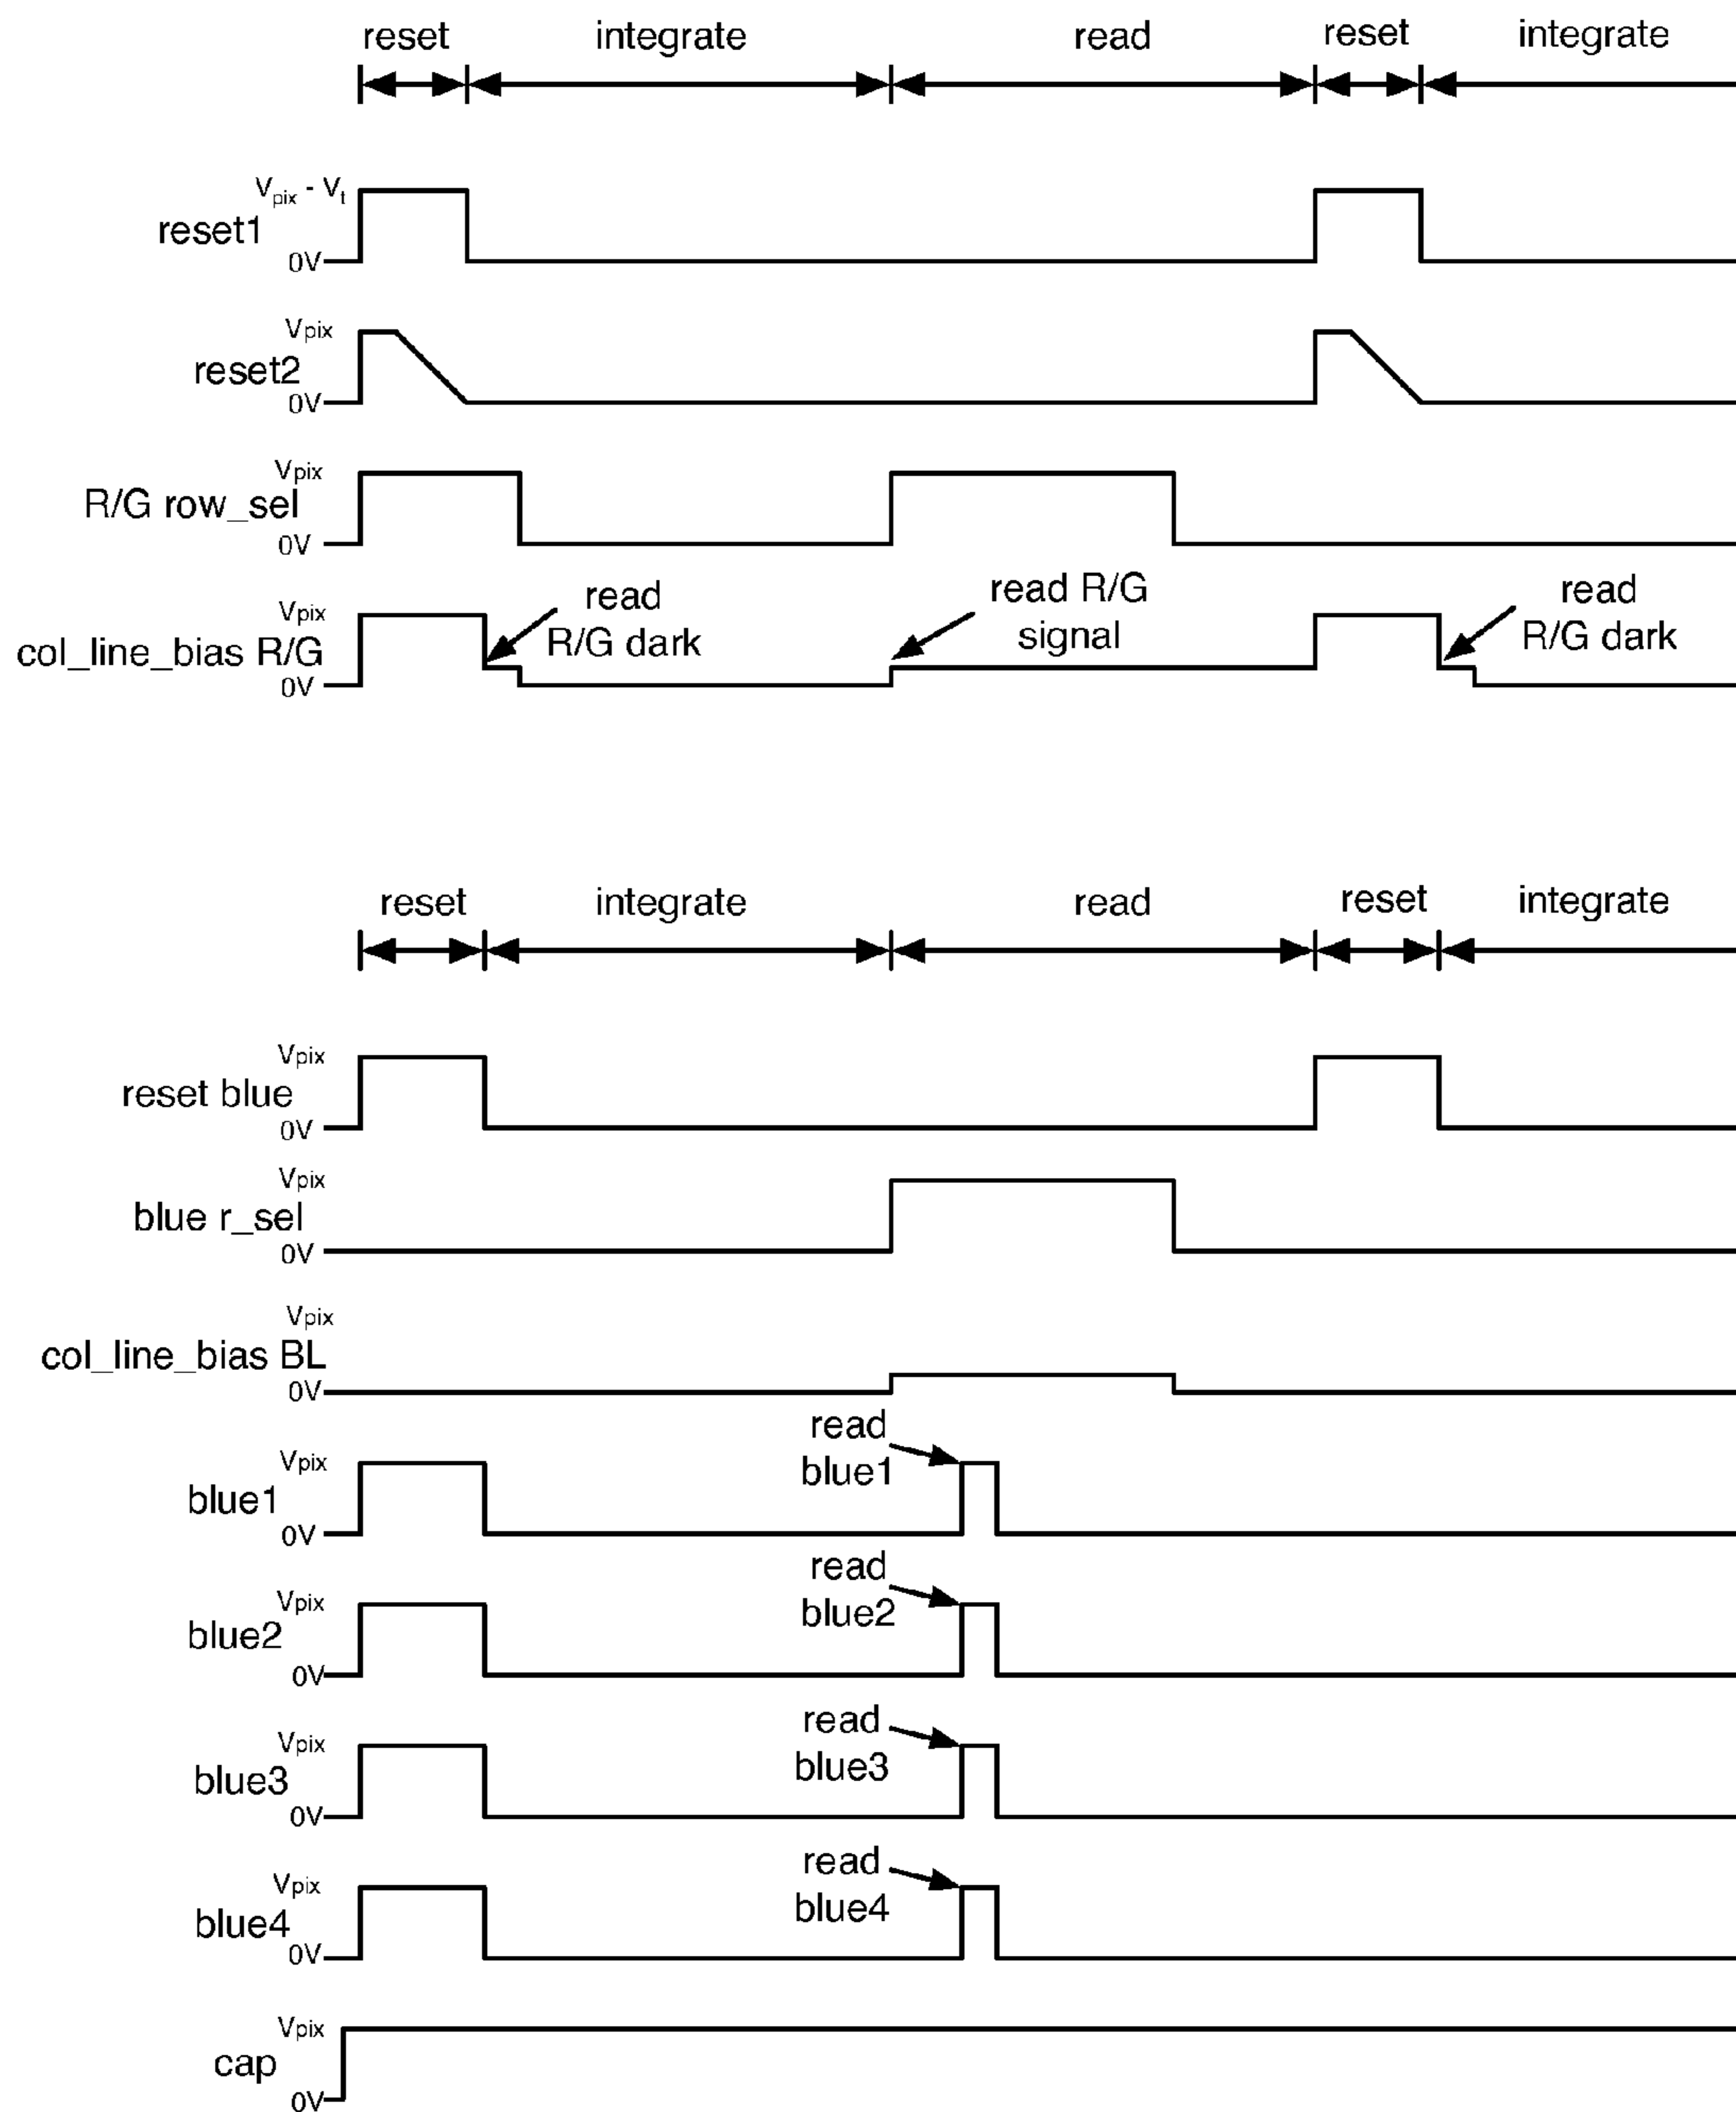 reset integrate read reset integrate
Vpix - Vt
reset1
0V
Vpix
reset2
0V
Vpix
R/G row_sel
0V
Vpix
col_line_bias R/G
0V
read
R/G dark
read R/G
signal
read
R/G dark
reset integrate read reset integrate
Vpix
reset blue
0V
Vpix
blue r_sel
0V
Vpix
col_line_bias BL
0V
read
blue1
Vpix
blue1
0V
read
blue2
Vpix
blue2
0V
read
blue3
Vpix
blue3
0V
read
blue4
Vpix
blue4
0V
Vpix
cap
0V